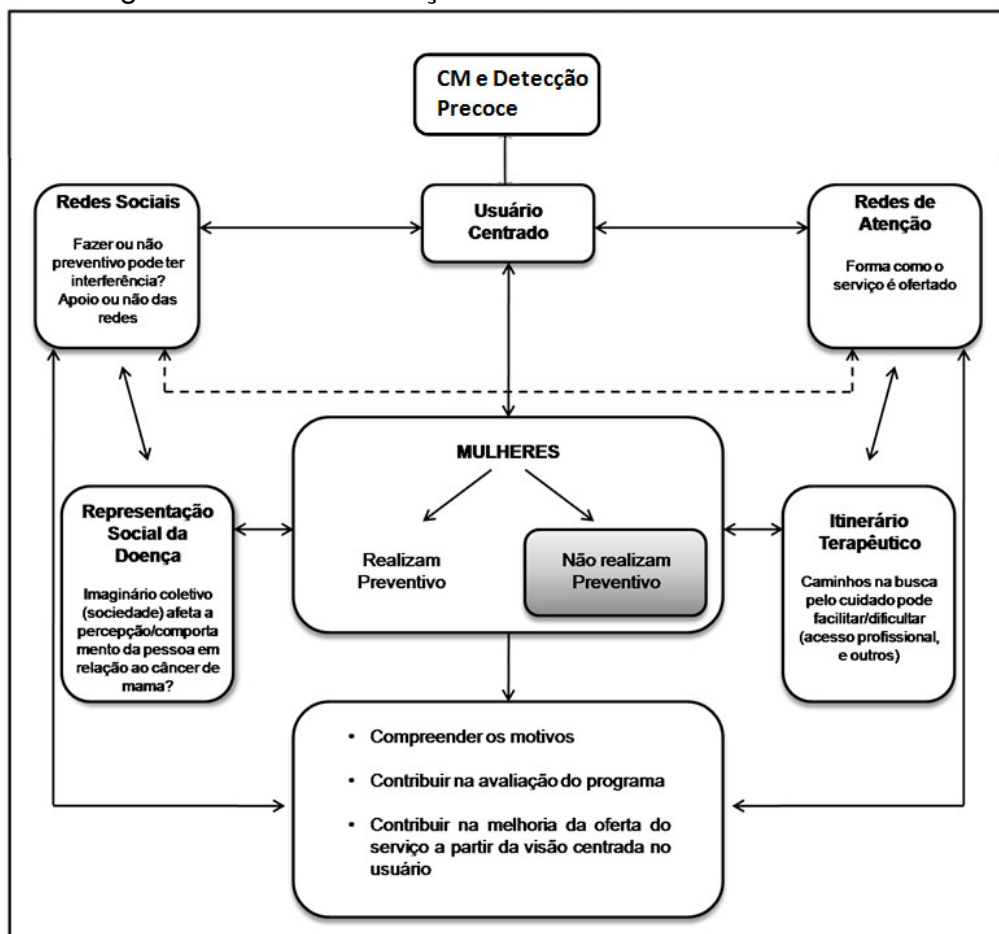 CM e Detecção
Precoce
Redes Sociais
Fazer ou não
preventivo pode ter
interferência?
Apoio ou não das
redes
Usuário
Centrado
Redes de
Atenção
Forma como o
serviço é ofertado
MULHERES
Realizam
Preventivo
Não realizam
Preventivo
Representação
Social da
Doença
Imaginário coletivo
(sociedade) afeta a
percepção/comporta
mento da pessoa em
relação ao câncer de
mama?
Itinerário
Terapêutico
Caminhos na busca
pelo cuidado pode
facilitar/dificultar
(acesso profissional,
e outros)
• Compreender os motivos
• Contribuir na avaliação do programa
• Contribuir na melhoria da oferta do
serviço a partir da visão centrada no
usuário